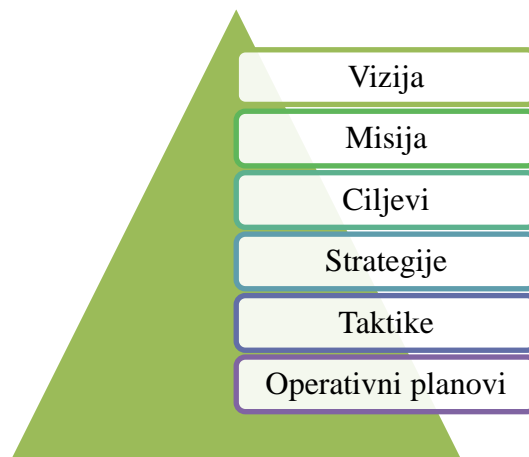 Vizija
Misija
Ciljevi
Strategije
Taktike
Operativni planovi